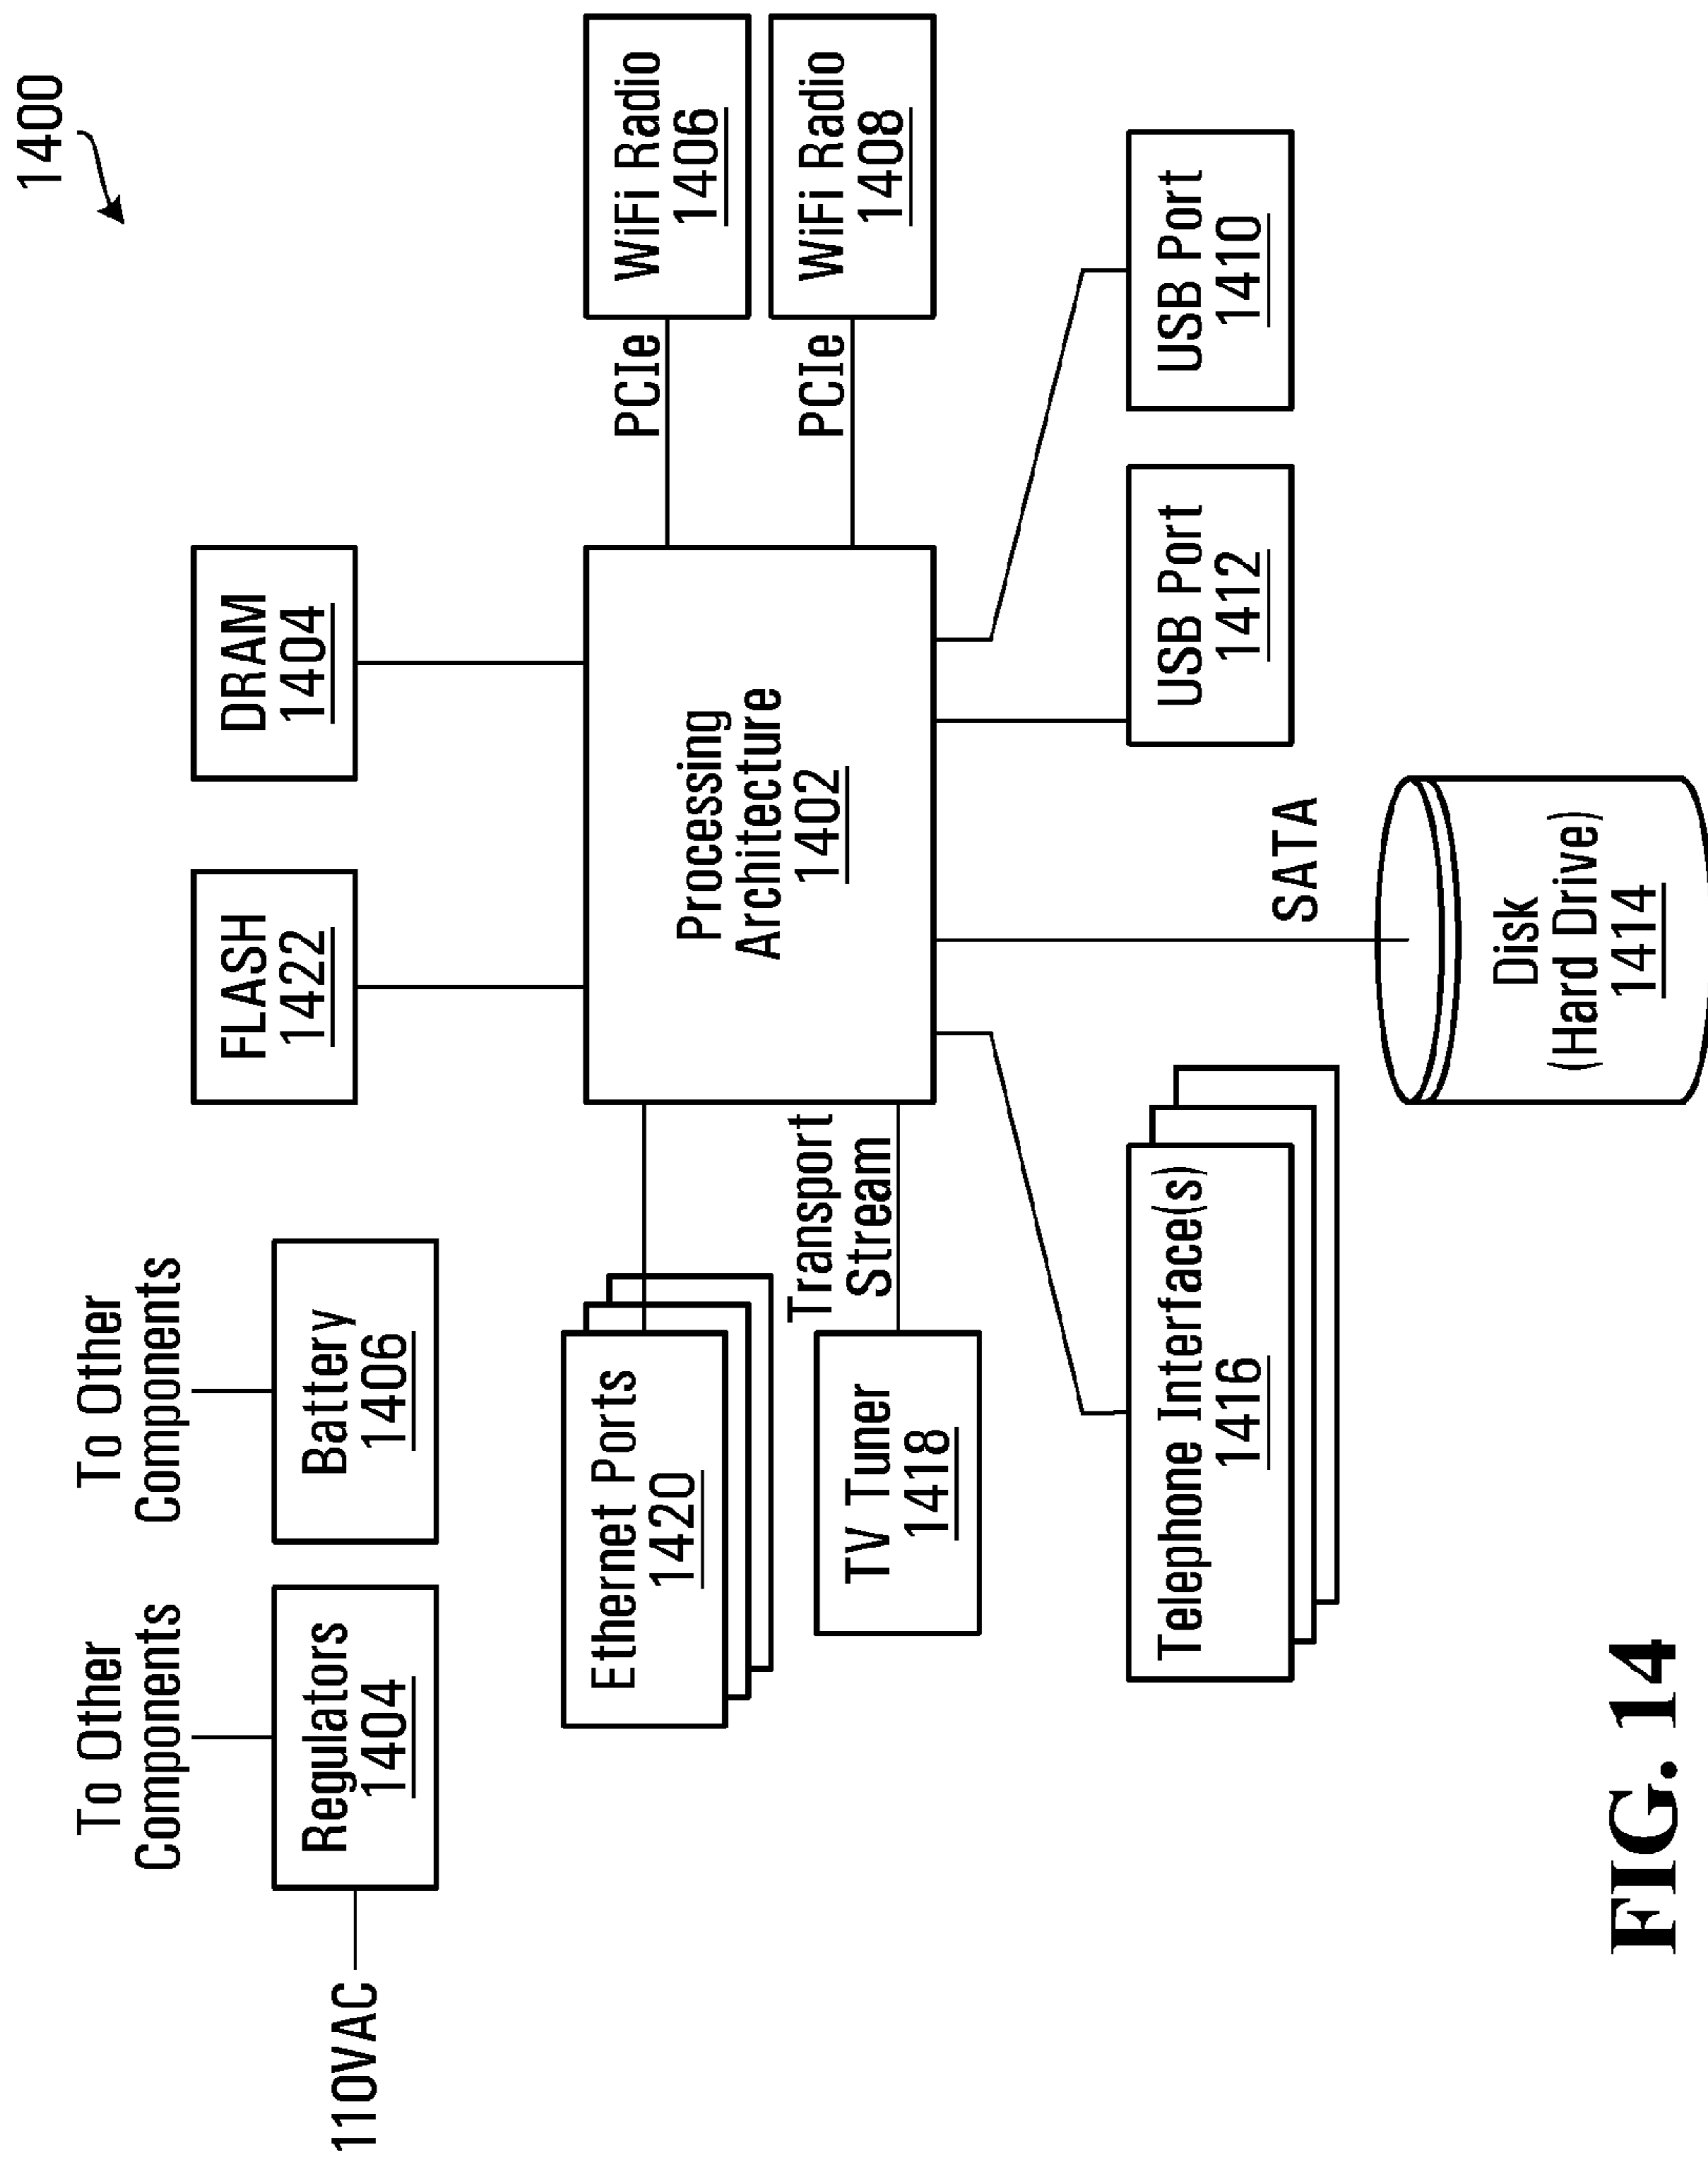 1400
To Other
Components
To Other
Components
110VAC
Regulators
1404
Battery
1406
FLASH
1422
DRAM
1404
Ethernet Ports
1420
TV Tuner
1418
Transport
Stream
Processing
Architecture
1402
PCIe
WiFi Radio
1406
PCIe
WiFi Radio
1408
Telephone Interface(s)
1416
SATA
Disk
(Hard Drive)
1414
USB Port
1412
USB Port
1410
FIG. 14